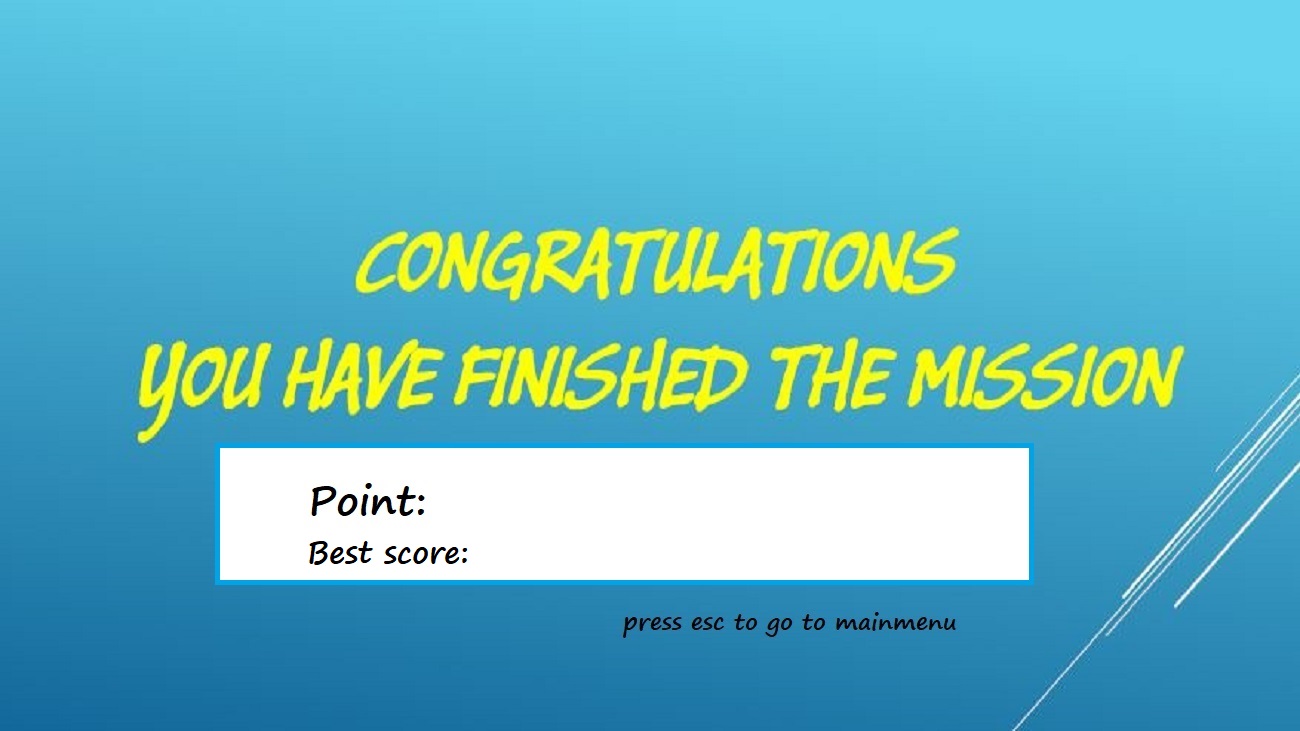 CONGRATULATIONS
YOU HAVE FINISHED THE MISSION
Point:
Best score:
press esc to go to mainmenu